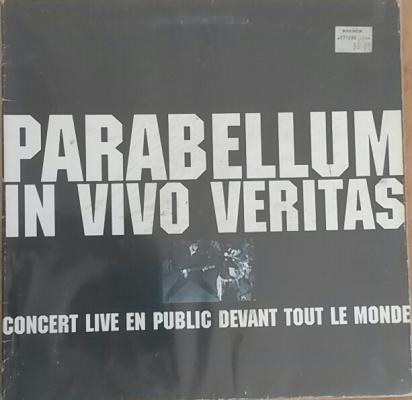 PARABELLUM
IN VIVO VERITAS
CONCERT LIVE EN PUBLIC DEVANT TOUT LE MONDE